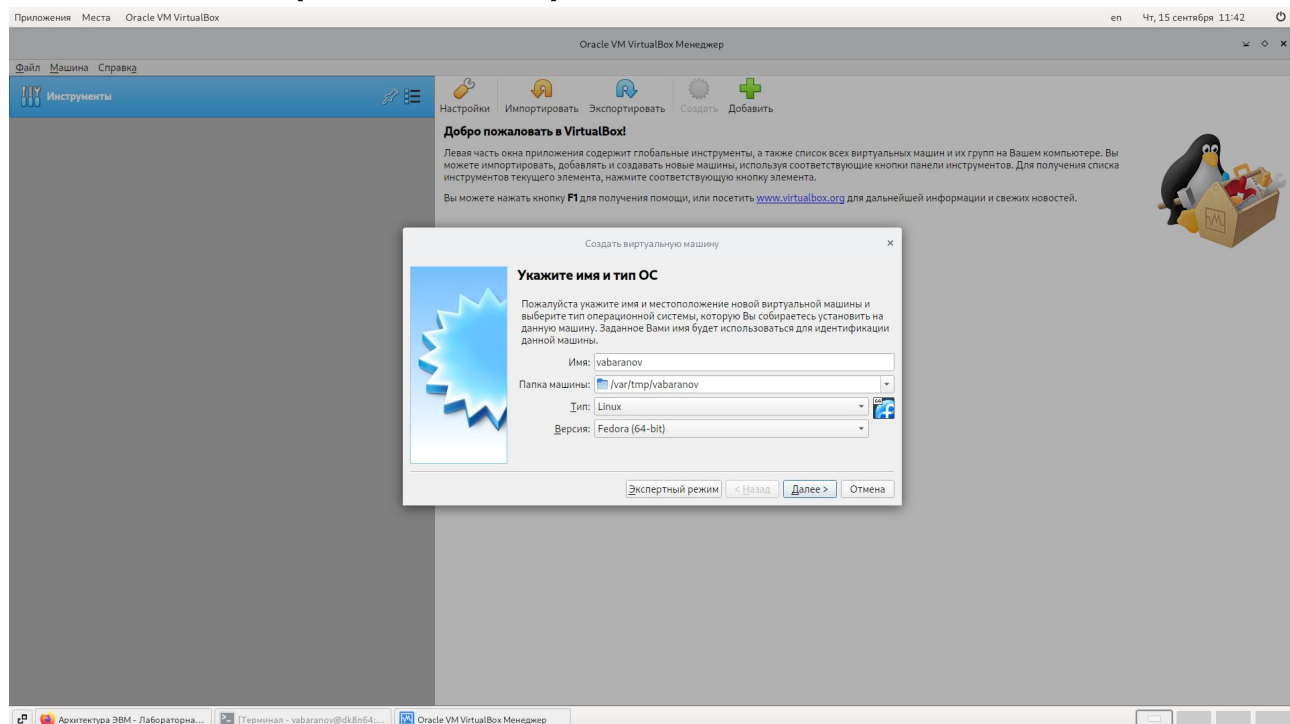 Приложения Места Oracle VM VirtualBox en Чт, 15 сентября 11:42
Oracle VM VirtualBox Менеджер
Файл Машина Справка
Инструменты
Настройки Импортировать Экспортировать Создать Добавить
Добро пожаловать в VirtualBox!
Левая часть окна приложения содержит глобальные инструменты, а также список всех виртуальных машин и их групп на Вашем компьютере. Вы
можете импортировать, добавлять и создавать новые машины, используя соответствующие кнопки панели инструментов. Для получения списка
инструментов текущего элемента, нажмите соответствующую кнопку элемента.
Вы можете нажать кнопку F1 для получения помощи, или посетить www.virtualbox.org для дальнейшей информации и свежих новостей.
Создать виртуальную машину
Укажите имя и тип ОС
Пожалуйста укажите имя и местоположение новой виртуальной машины и
выберите тип операционной системы, которую Вы собираетесь установить на
данную машину. Заданное Вами имя будет использоваться для идентификации
данной машины.
Имя: vabaranov
Папка машины: /var/tmp/vabaranov
Тип: Linux
64
Версия: Fedora (64-bit)
Экспертный режим < Назад Далее > Отмена
Архитектура ЭВМ - Лабораторна... [Терминал - vabaranov@dk8n64:... Oracle VM VirtualBox Менеджер